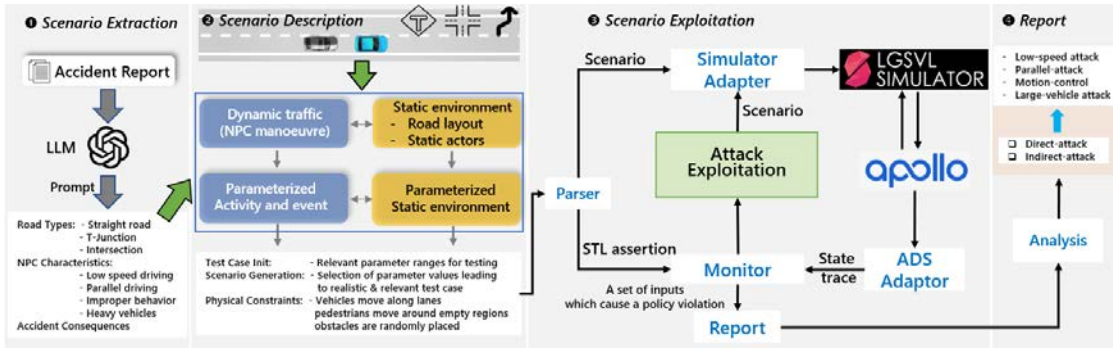 ❶ Scenario Extraction
Accident Report
LLM
Prompt
Road Types: - Straight road
- T-Junction
- Intersection
NPC Characteristics:
- Low speed driving
- Parallel driving
- Improper behavior
- Heavy vehicles
Accident Consequences
❷ Scenario Description
T
Dynamic traffic
(NPC manoeuvre)
Static environment
- Road layout
- Static actors
Parameterized
Activity and event
Parameterized
Static environment
Test Case Init: - Relevant parameter ranges for testing
Scenario Generation: - Selection of parameter values leading
to realistic & relevant test case
Physical Constraints: - Vehicles move along lanes
pedestrians move around empty regions
obstacles are randomly placed
❸ Scenario Exploitation
Parser
Scenario
STL assertion
Simulator
Adapter
LGSVL
SIMULATOR
Scenario
Attack
Exploitation
apollo
Monitor
State
trace
ADS
Adaptor
A set of inputs
which cause a policy violation
Report
❹ Report
- Low-speed attack
- Parallel-attack
- Motion-control
- Large-vehicle attack
❑ Direct-attack
❑ Indirect-attack
Analysis